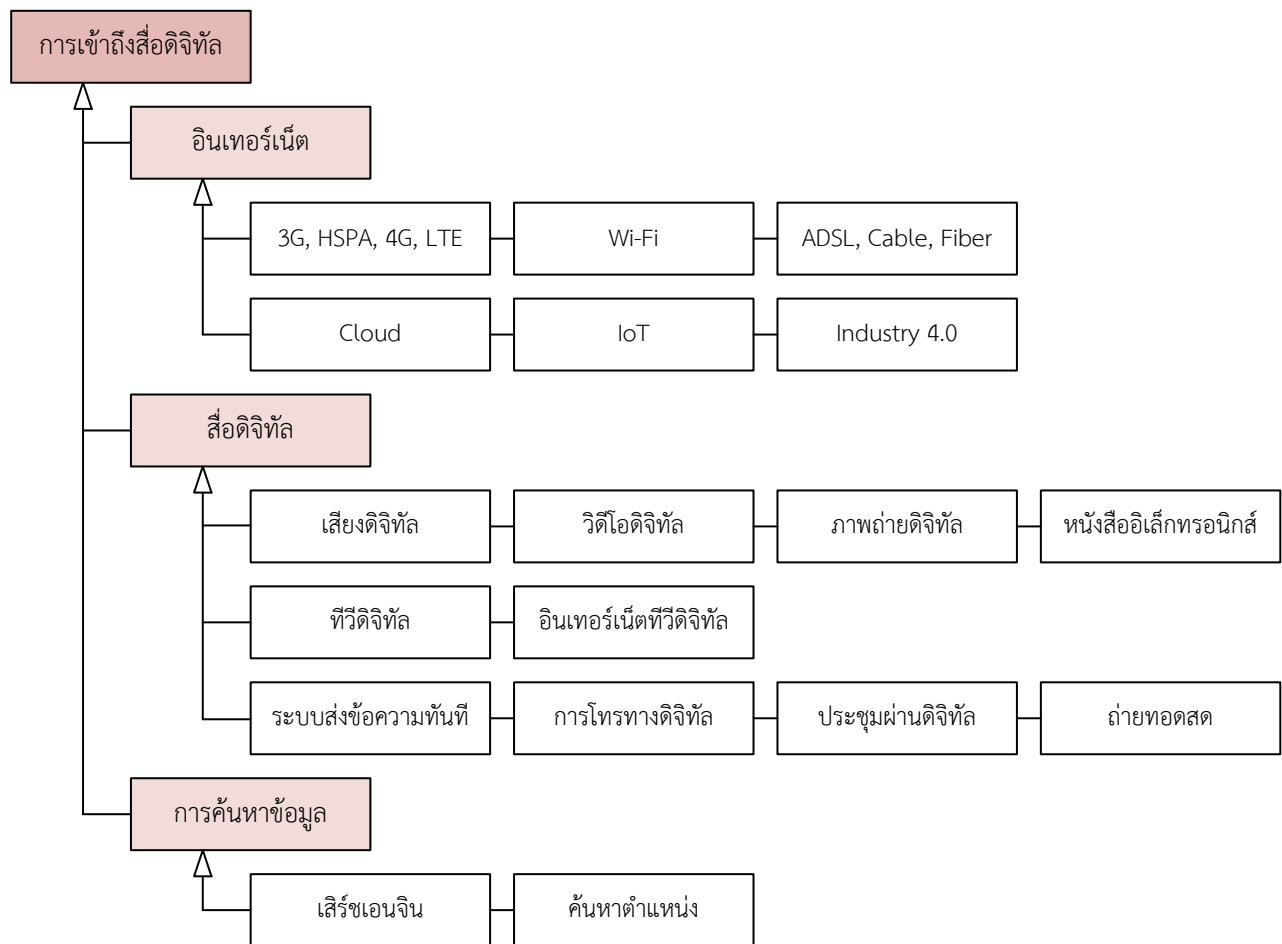 การเข้าถึงสื่อดิจิทัล
อินเทอร์เน็ต
3G, HSPA, 4G, LTE
Wi-Fi
ADSL, Cable, Fiber
Cloud
IoT
Industry 4.0
สื่อดิจิทัล
เสียงดิจิทัล
วิดีโอดิจิทัล
ภาพถ่ายดิจิทัล
หนังสืออิเล็กทรอนิกส์
ทีวีดิจิทัล
อินเทอร์เน็ตทีวีดิจิทัล
ระบบส่งข้อความทันที
การโทรทางดิจิทัล
ประชุมผ่านดิจิทัล
ถ่ายทอดสด
การค้นหาข้อมูล
เสิร์ชเอนจิน
ค้นหาตำแหน่ง